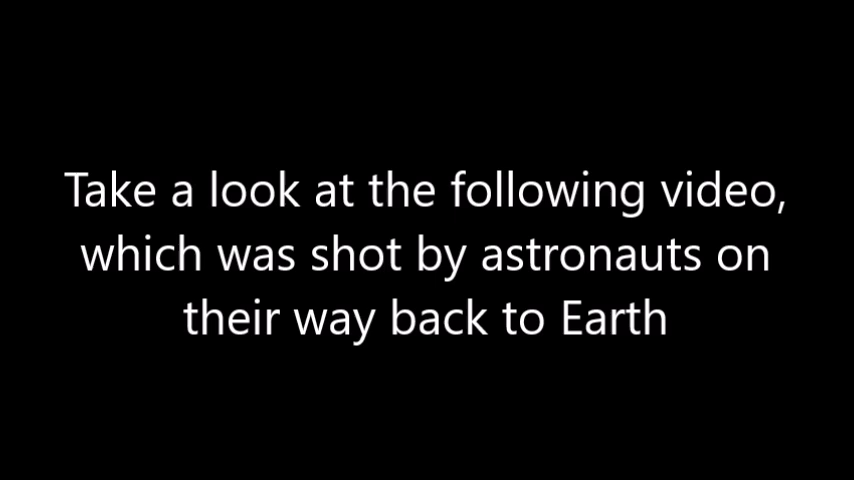 Take a look at the following video,
which was shot by astronauts on
their way back to Earth